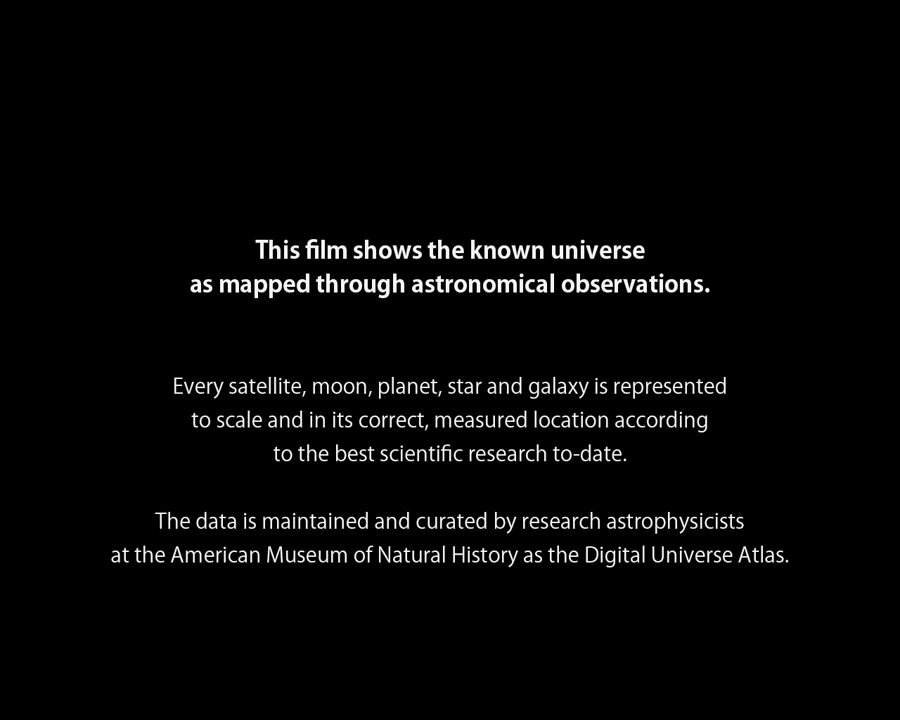 This film shows the known universe
as mapped through astronomical observations.
Every satellite, moon, planet, star and galaxy is represented
to scale and in its correct, measured location according
to the best scientific research to-date.
The data is maintained and curated by research astrophysicists
at the American Museum of Natural History as the Digital Universe Atlas.